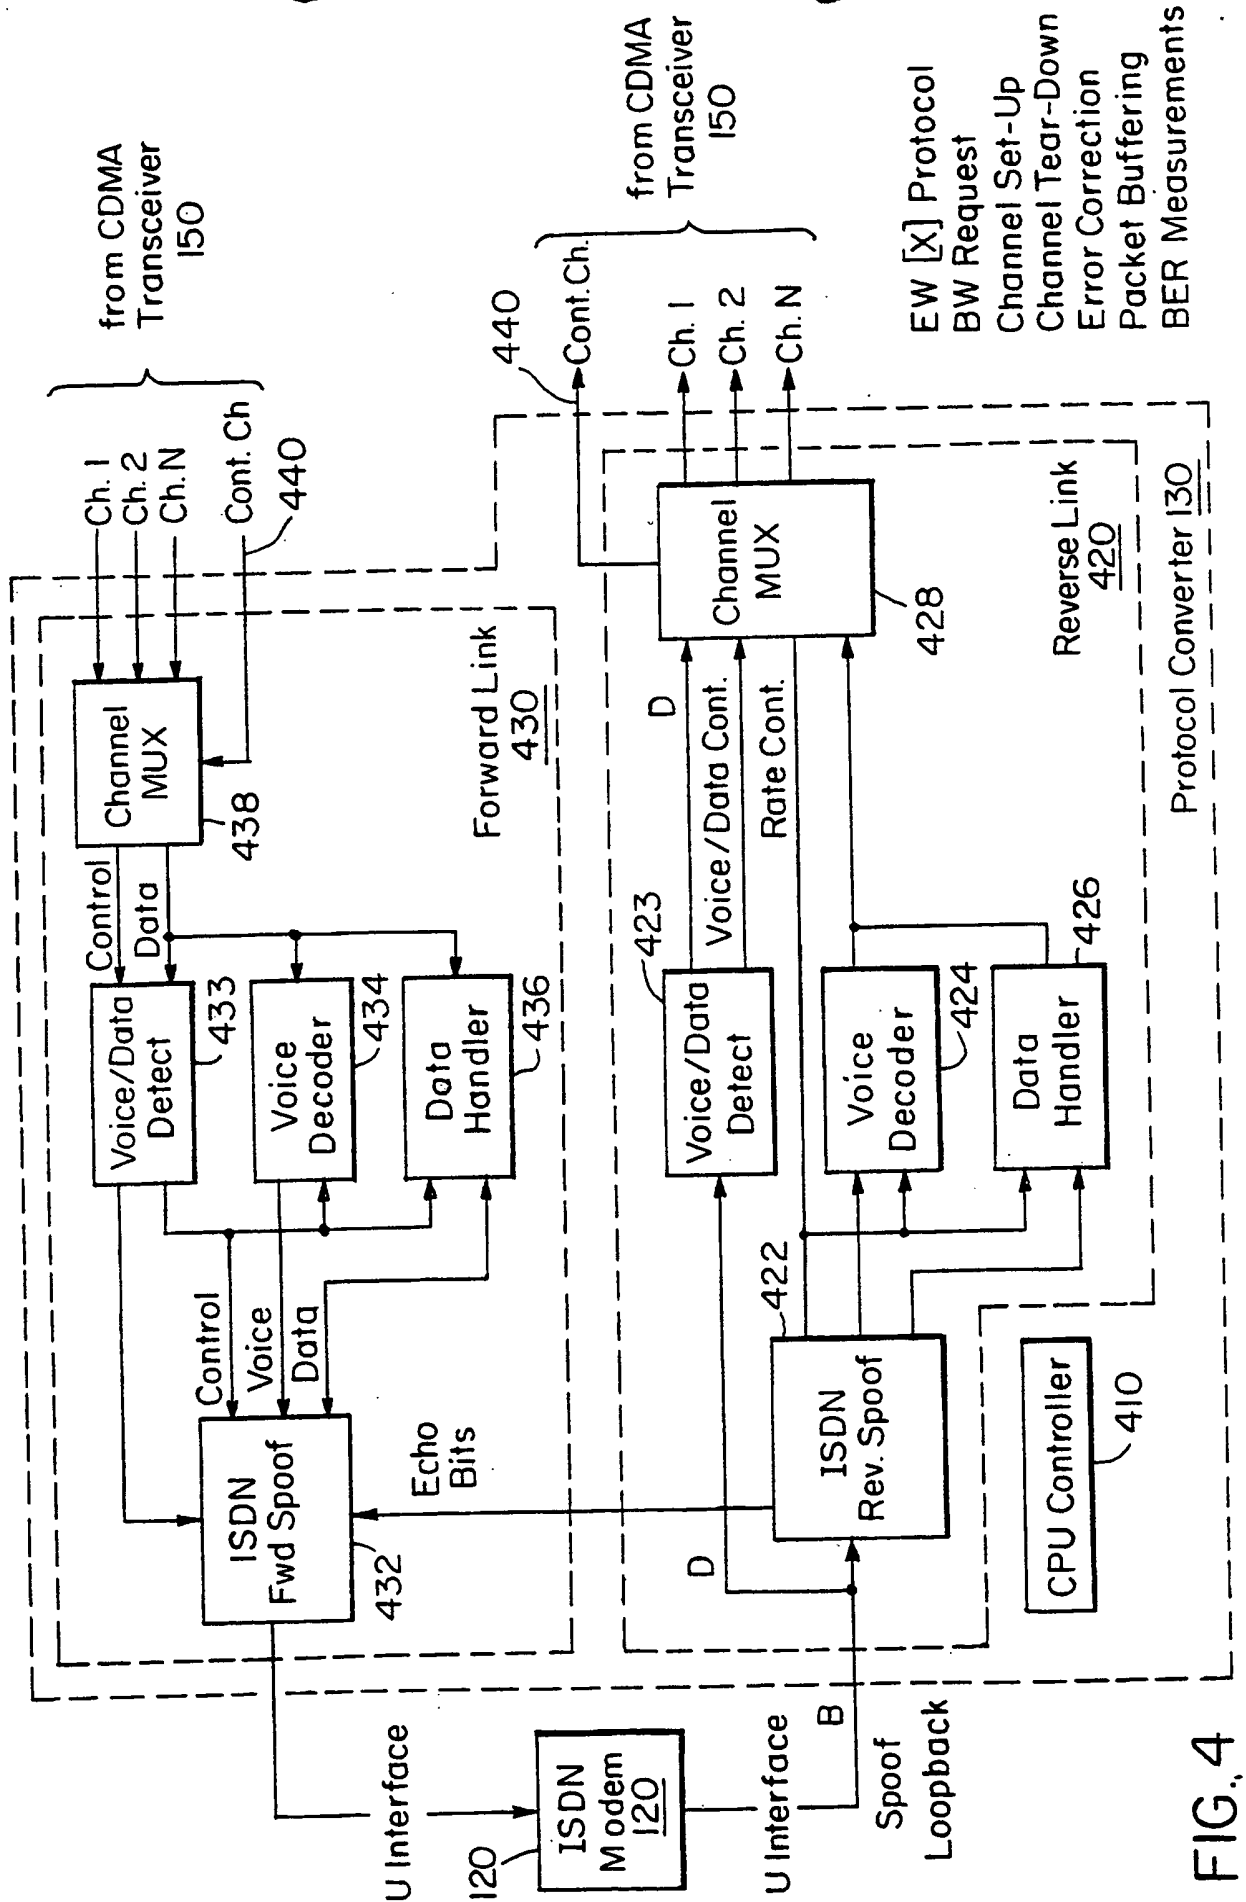 from CDMA
Transceiver
150
Ch. 1
Ch. 2
Ch. N
Cont. Ch
440
Channel
MUX
438
Control
Data
Voice/Data
Detect
433
Voice
Decoder
434
Data
Handler
436
Forward Link
430
Control
Voice
Data
ISDN
Fwd Spoof
432
Echo
Bits
U Interface
120
ISDN
Modem
120
U Interface
B
Spoof
Loopback
from CDMA
Transceiver
150
440
Cont. Ch.
Ch. 1
Ch. 2
Ch. N
Channel
MUX
428
D
Voice/Data Cont.
Rate Cont.
423
Voice/Data
Detect
Voice
Decoder
424
Data
Handler
426
Reverse Link
420
D
422
ISDN
Rev. Spoof
CPU Controller
410
Protocol Converter 130
EW [X] Protocol
BW Request
Channel Set-Up
Channel Tear-Down
Error Correction
Packet Buffering
BER Measurements
FIG. 4